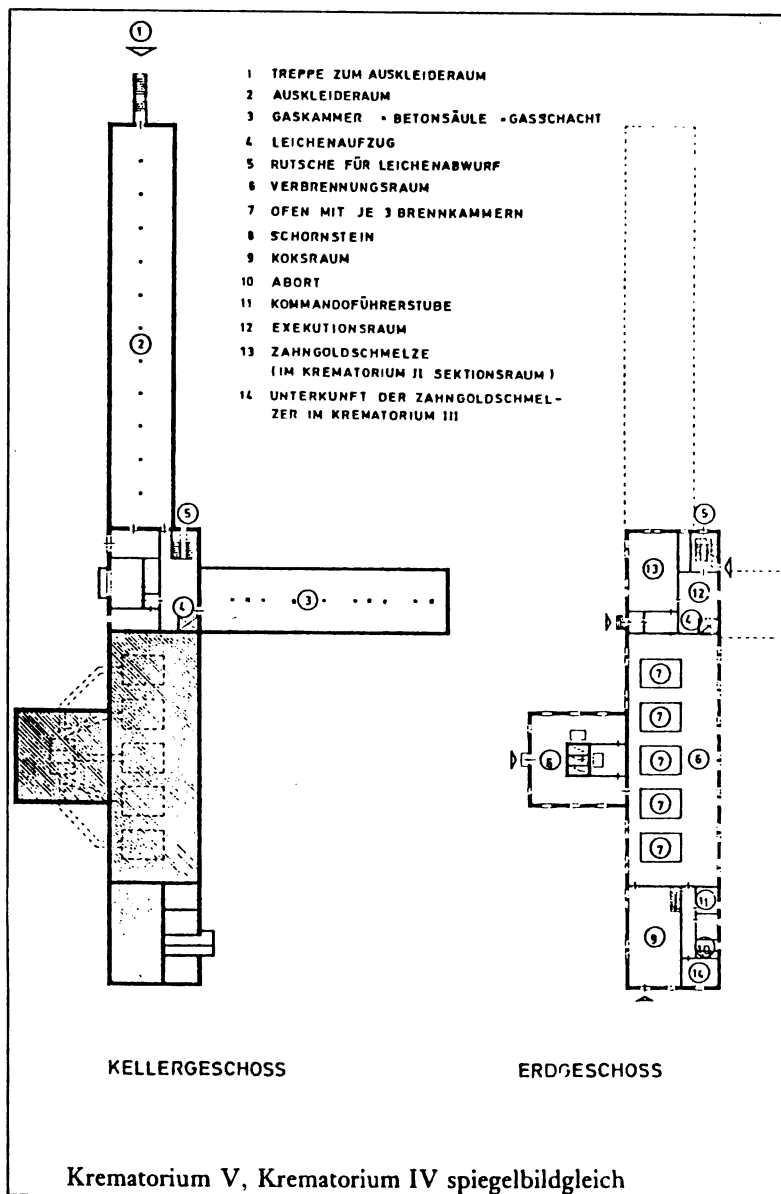 1
1 TREPPE ZUM AUSKLEIDERAUM
2 AUSKLEIDERAUM
3 GASKAMMER • BETONSÄULE • GASSCHACHT
4 LEICHENAUFZUG
5 RUTSCHE FÜR LEICHENABWURF
6 VERBRENNUNGSRAUM
7 OFEN MIT JE 3 BRENNKAMMERN
8 SCHORNSTEIN
9 KOKSRAUM
10 ABORT
11 KOMMANDOFÜHRERSTUBE
12 EXEKUTIONSRAUM
13 ZAHNGOLDSCHMELZE
(IM KREMATORIUM II SEKTIONSRAUM)
14 UNTERKUNFT DER ZAHNGOLDSCHMEL-
ZER IM KREMATORIUM III
2
5
4
3
5
13
12
4
7
7
8
7
6
7
7
11
9
10
14
KELLERGESCHOSS
ERDGESCHOSS
Krematorium V, Krematorium IV spiegelbildgleich